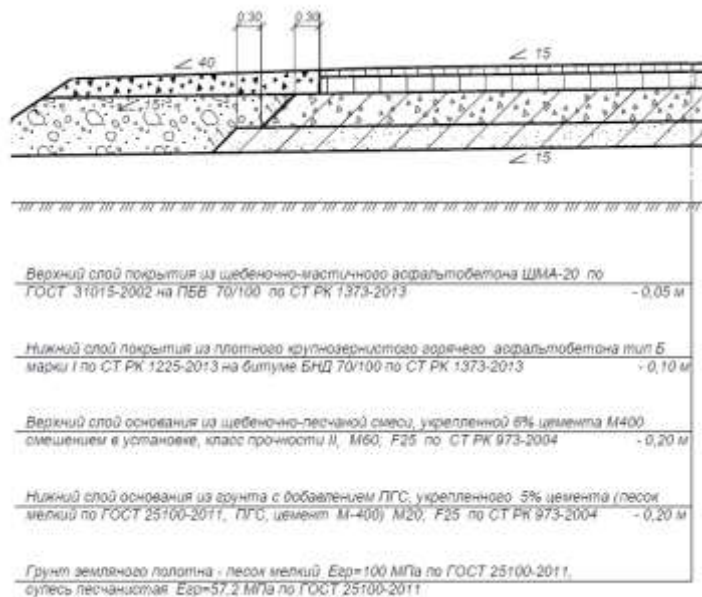 0.30 0.30
40 15
15
15
Верхний слой покрытия из щебеночно-мастичного асфальтобетона ЩМА-20 по
ГОСТ 31015-2002 на ПБВ 70/100 по СТ РК 1373-2013 - 0,05 м
Нижний слой покрытия из плотного крупнозернистого горячего асфальтобетона тип Б
марки I по СТ РК 1225-2013 на битуме БНД 70/100 по СТ РК 1373-2013 - 0,10 м
Верхний слой основания из щебеночно-песчаной смеси, укрепленной 6% цемента М400
смешением в установке, класс прочности II, М60; F25 по СТ РК 973-2004 - 0,20 м
Нижний слой основания из грунта с добавлением ПГС, укрепленного 5% цемента (песок
мелкий по ГОСТ 25100-2011, ПГС, цемент М-400) М20; F25 по СТ РК 973-2004 - 0,20 м
Грунт земляного полотна - песок мелкий Егр=100 МПа по ГОСТ 25100-2011,
супесь песчанистая Егр=57,2 МПа по ГОСТ 25100-2011